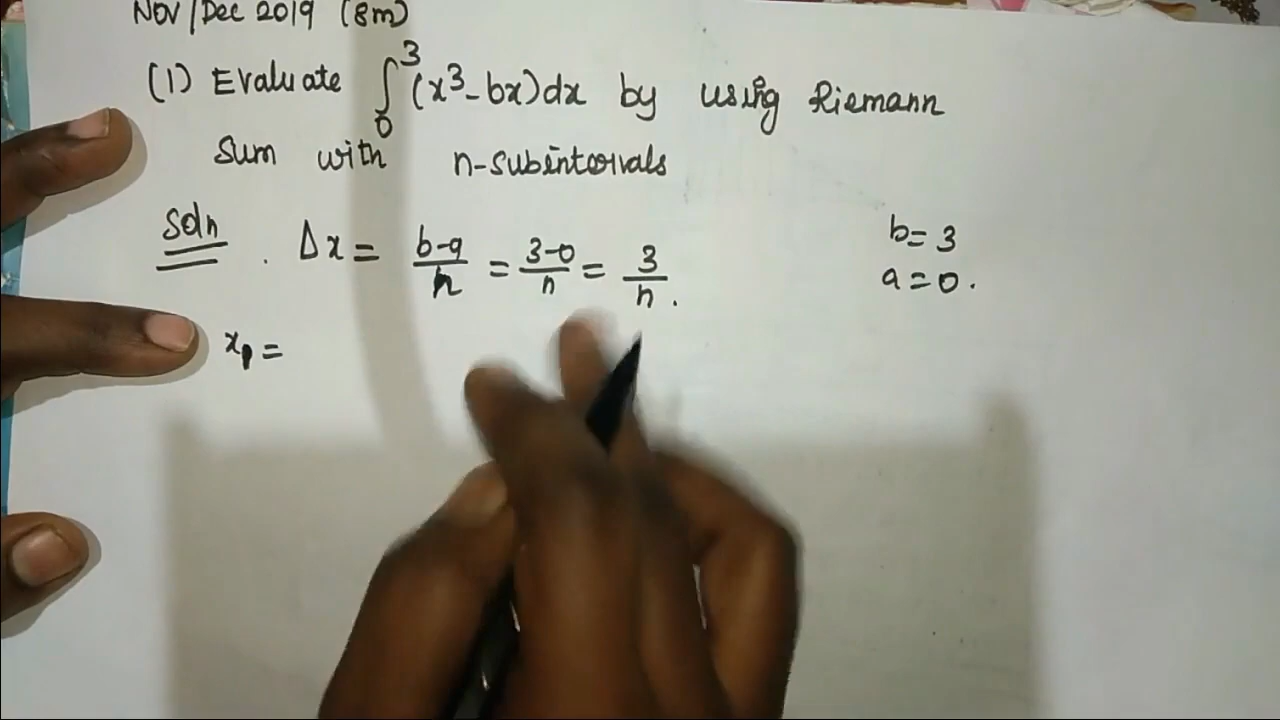 Nov/Dec 2019 (8m)
(1) Evaluate ∫₀³ (x³ - 6x) dx by using Riemann
Sum with n-subintervals
Soln . Δx = b-a/n = 3-0/n = 3/n .
b = 3
a = 0 .
x₁ =